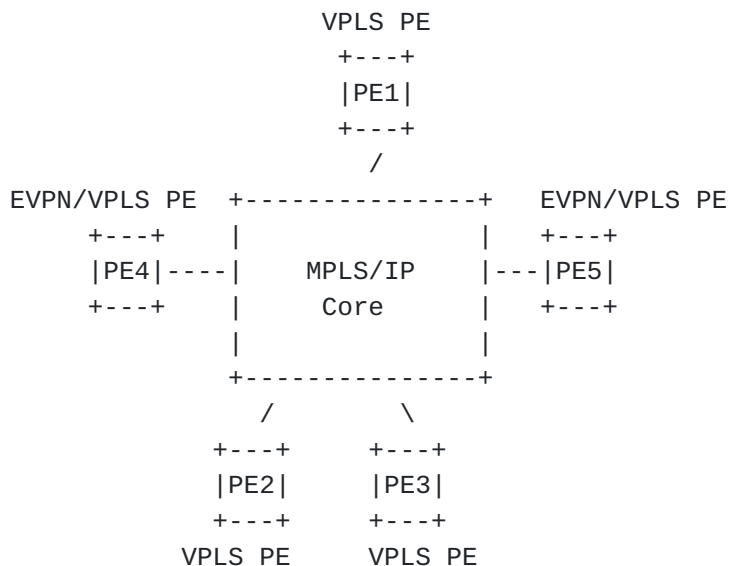 VPLS PE
                     +---+
                     |PE1|
                     +---+
                       /
EVPN/VPLS PE  +---------------+   EVPN/VPLS PE
     +---+    |               |   +---+
     |PE4|----|    MPLS/IP    |---|PE5|
     +---+    |     Core      |   +---+
              |               |
              +---------------+
                /        \
             +---+     +---+
             |PE2|     |PE3|
             +---+     +---+
           VPLS PE     VPLS PE